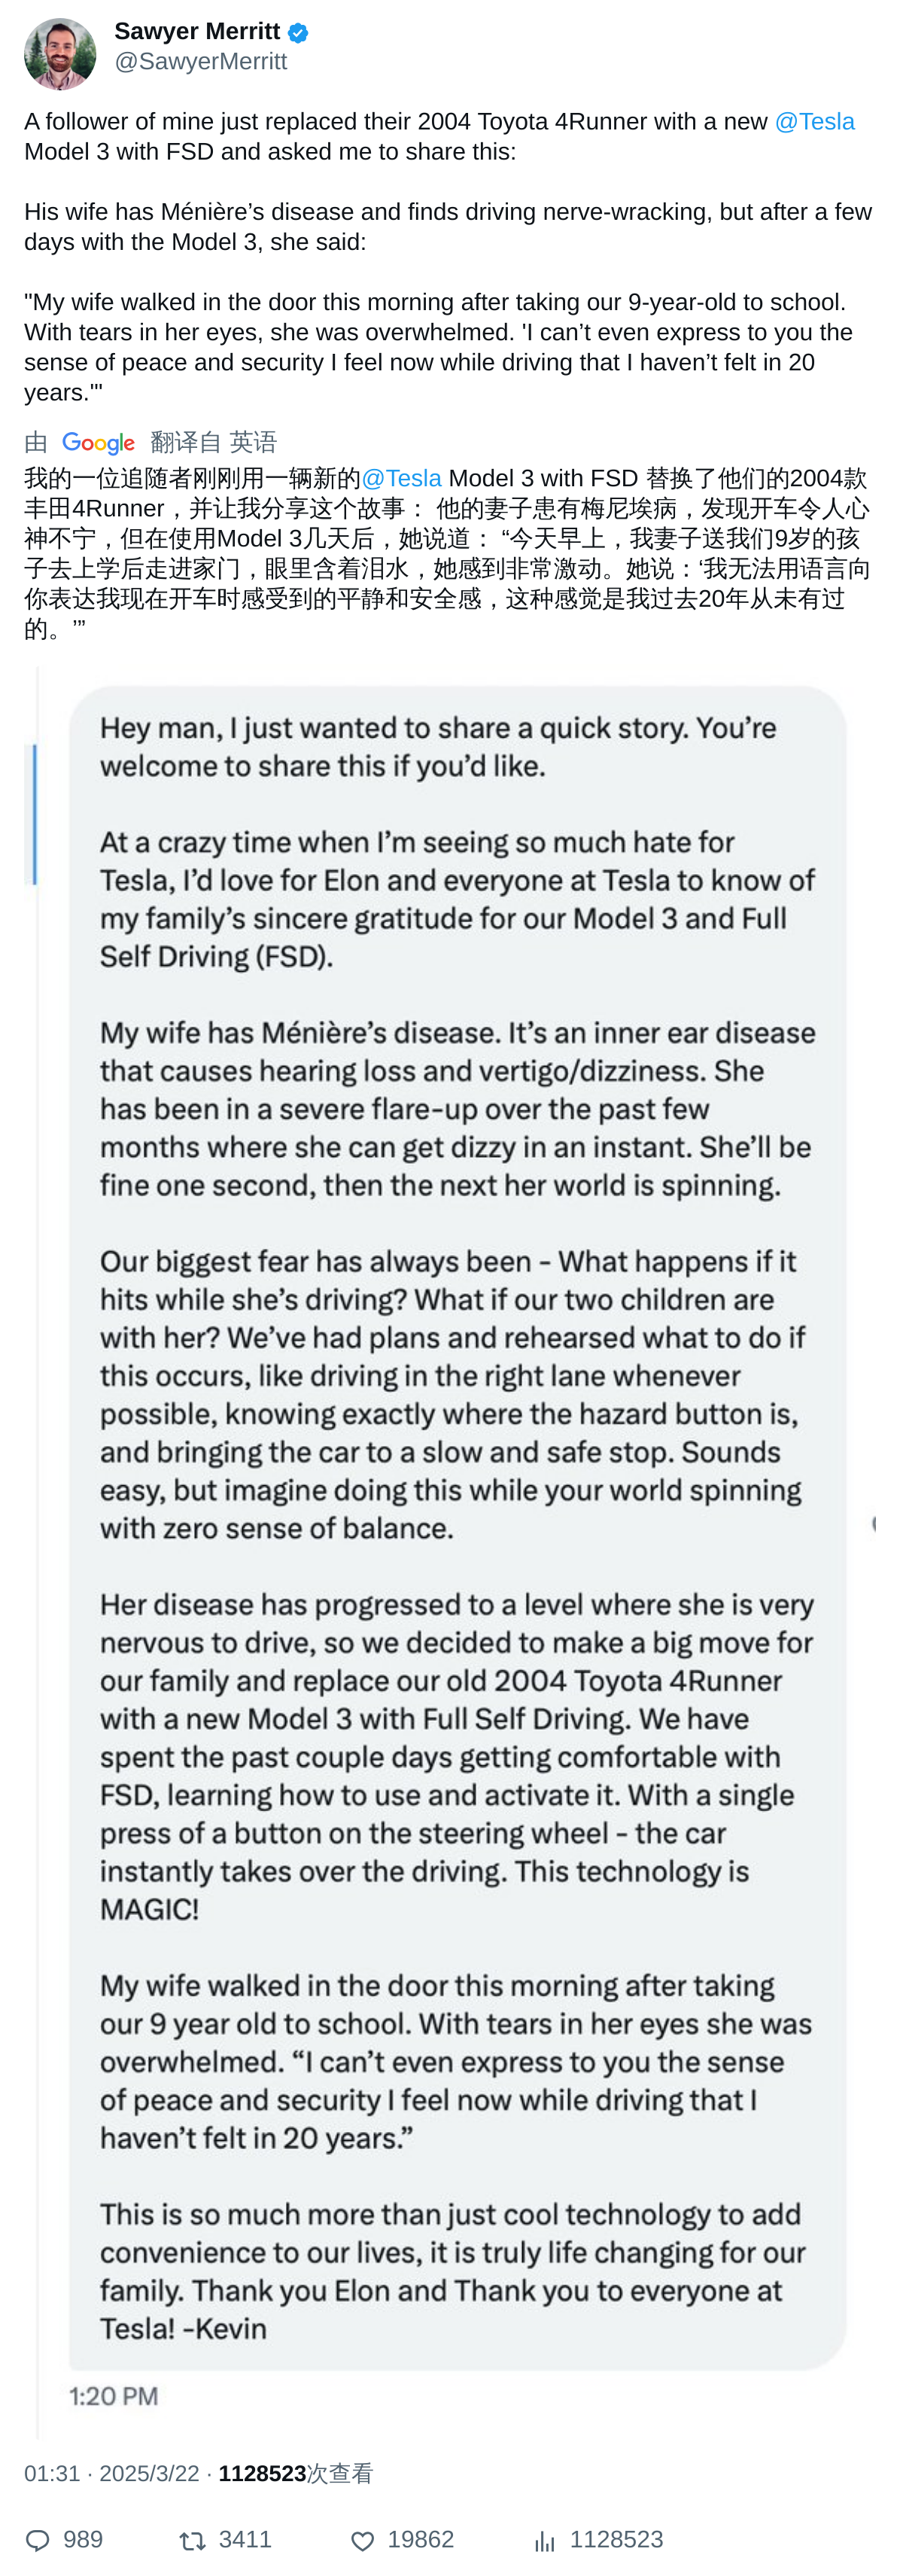 Sawyer Merritt
@SawyerMerritt
A follower of mine just replaced their 2004 Toyota 4Runner with a new @Tesla
Model 3 with FSD and asked me to share this:
His wife has Ménière’s disease and finds driving nerve-wracking, but after a few
days with the Model 3, she said:
"My wife walked in the door this morning after taking our 9-year-old to school.
With tears in her eyes, she was overwhelmed. 'I can’t even express to you the
sense of peace and security I feel now while driving that I haven’t felt in 20
years.'"
由 Google 翻译自 英语
我的一位追随者刚刚用一辆新的@Tesla Model 3 with FSD 替换了他们的2004款
丰田4Runner，并让我分享这个故事： 他的妻子患有梅尼埃病，发现开车令人心
神不宁，但在使用Model 3几天后，她说道： “今天早上，我妻子送我们9岁的孩
子去上学后走进家门，眼里含着泪水，她感到非常激动。她说：‘我无法用语言向
你表达我现在开车时感受到的平静和安全感，这种感觉是我过去20年从未有过
的。’”
Hey man, I just wanted to share a quick story. You’re
welcome to share this if you’d like.
At a crazy time when I’m seeing so much hate for
Tesla, I’d love for Elon and everyone at Tesla to know of
my family’s sincere gratitude for our Model 3 and Full
Self Driving (FSD).
My wife has Ménière’s disease. It’s an inner ear disease
that causes hearing loss and vertigo/dizziness. She
has been in a severe flare-up over the past few
months where she can get dizzy in an instant. She’ll be
fine one second, then the next her world is spinning.
Our biggest fear has always been - What happens if it
hits while she’s driving? What if our two children are
with her? We’ve had plans and rehearsed what to do if
this occurs, like driving in the right lane whenever
possible, knowing exactly where the hazard button is,
and bringing the car to a slow and safe stop. Sounds
easy, but imagine doing this while your world spinning
with zero sense of balance.
Her disease has progressed to a level where she is very
nervous to drive, so we decided to make a big move for
our family and replace our old 2004 Toyota 4Runner
with a new Model 3 with Full Self Driving. We have
spent the past couple days getting comfortable with
FSD, learning how to use and activate it. With a single
press of a button on the steering wheel - the car
instantly takes over the driving. This technology is
MAGIC!
My wife walked in the door this morning after taking
our 9 year old to school. With tears in her eyes she was
overwhelmed. “I can’t even express to you the sense
of peace and security I feel now while driving that I
haven’t felt in 20 years.”
This is so much more than just cool technology to add
convenience to our lives, it is truly life changing for our
family. Thank you Elon and Thank you to everyone at
Tesla! -Kevin
1:20 PM
01:31 · 2025/3/22 · 1128523次查看
989 3411 19862 1128523